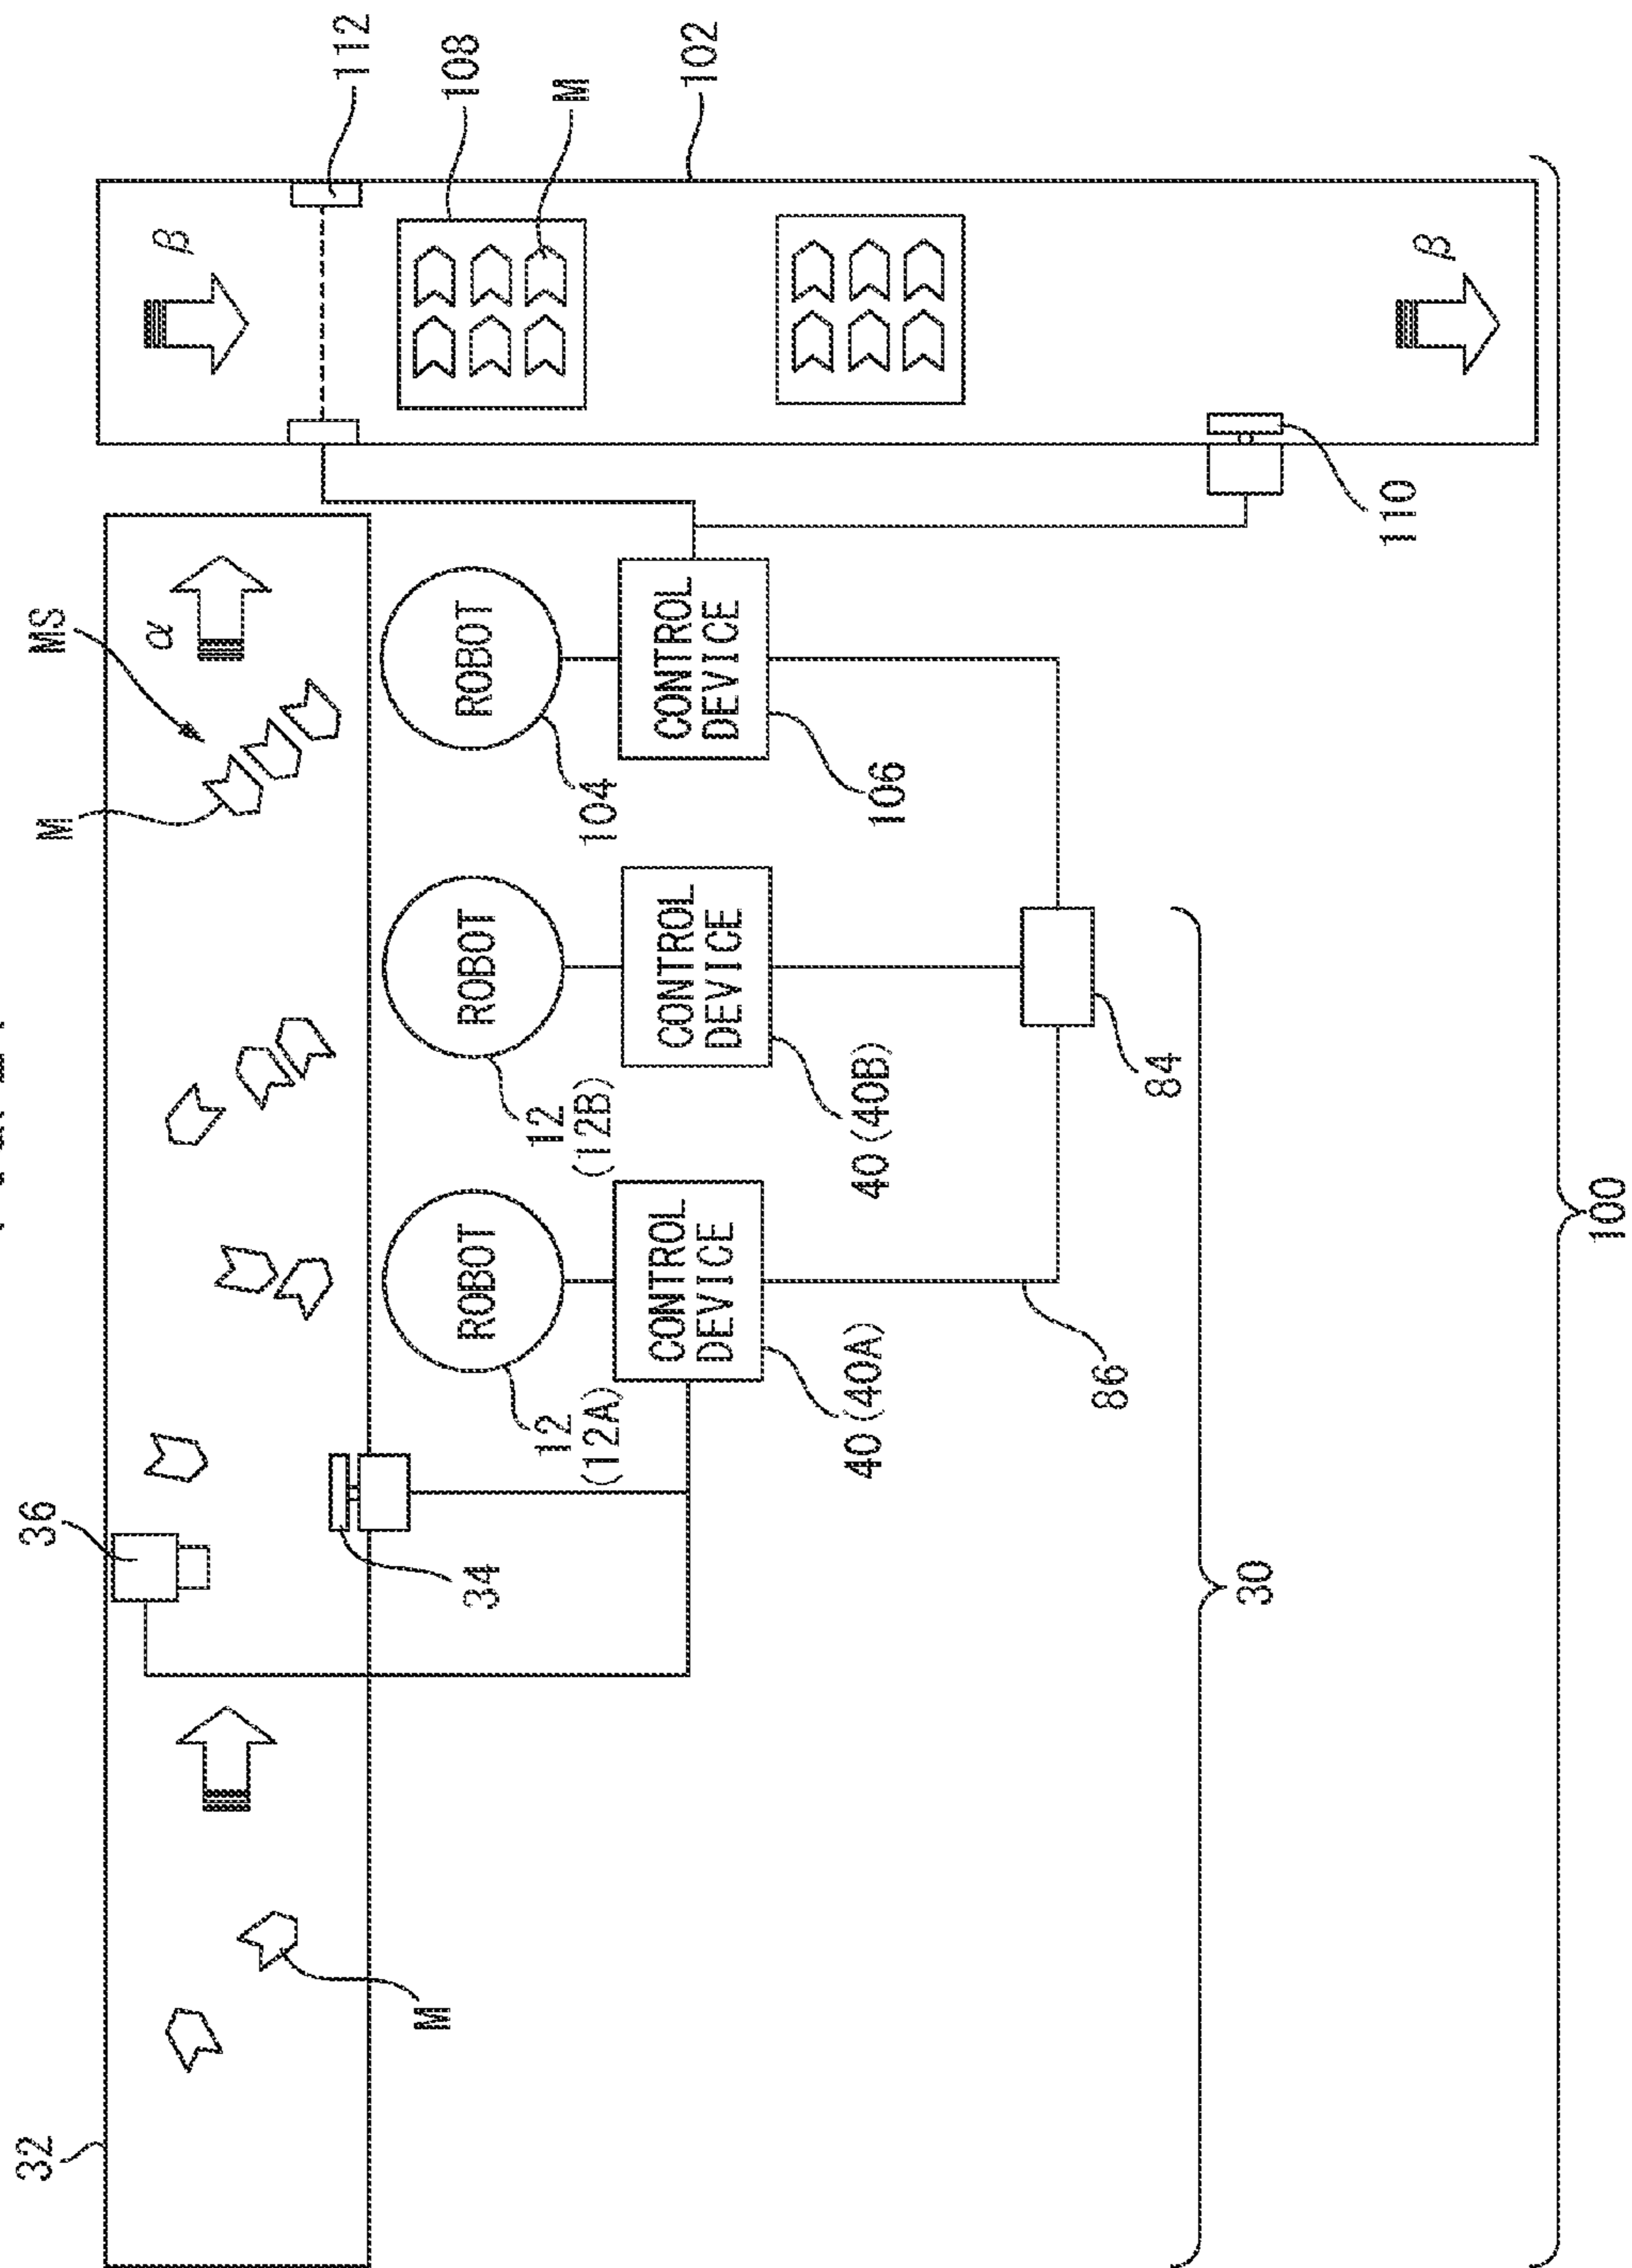 32
36
M
MS
α
β
112
M
108
34
ROBOT
ROBOT
ROBOT
M
12
(12A)
12
(12B)
104
102
CONTROL
DEVICE
CONTROL
DEVICE
CONTROL
DEVICE
40(40A)
40(40B)
106
86
84
30
110
β
100